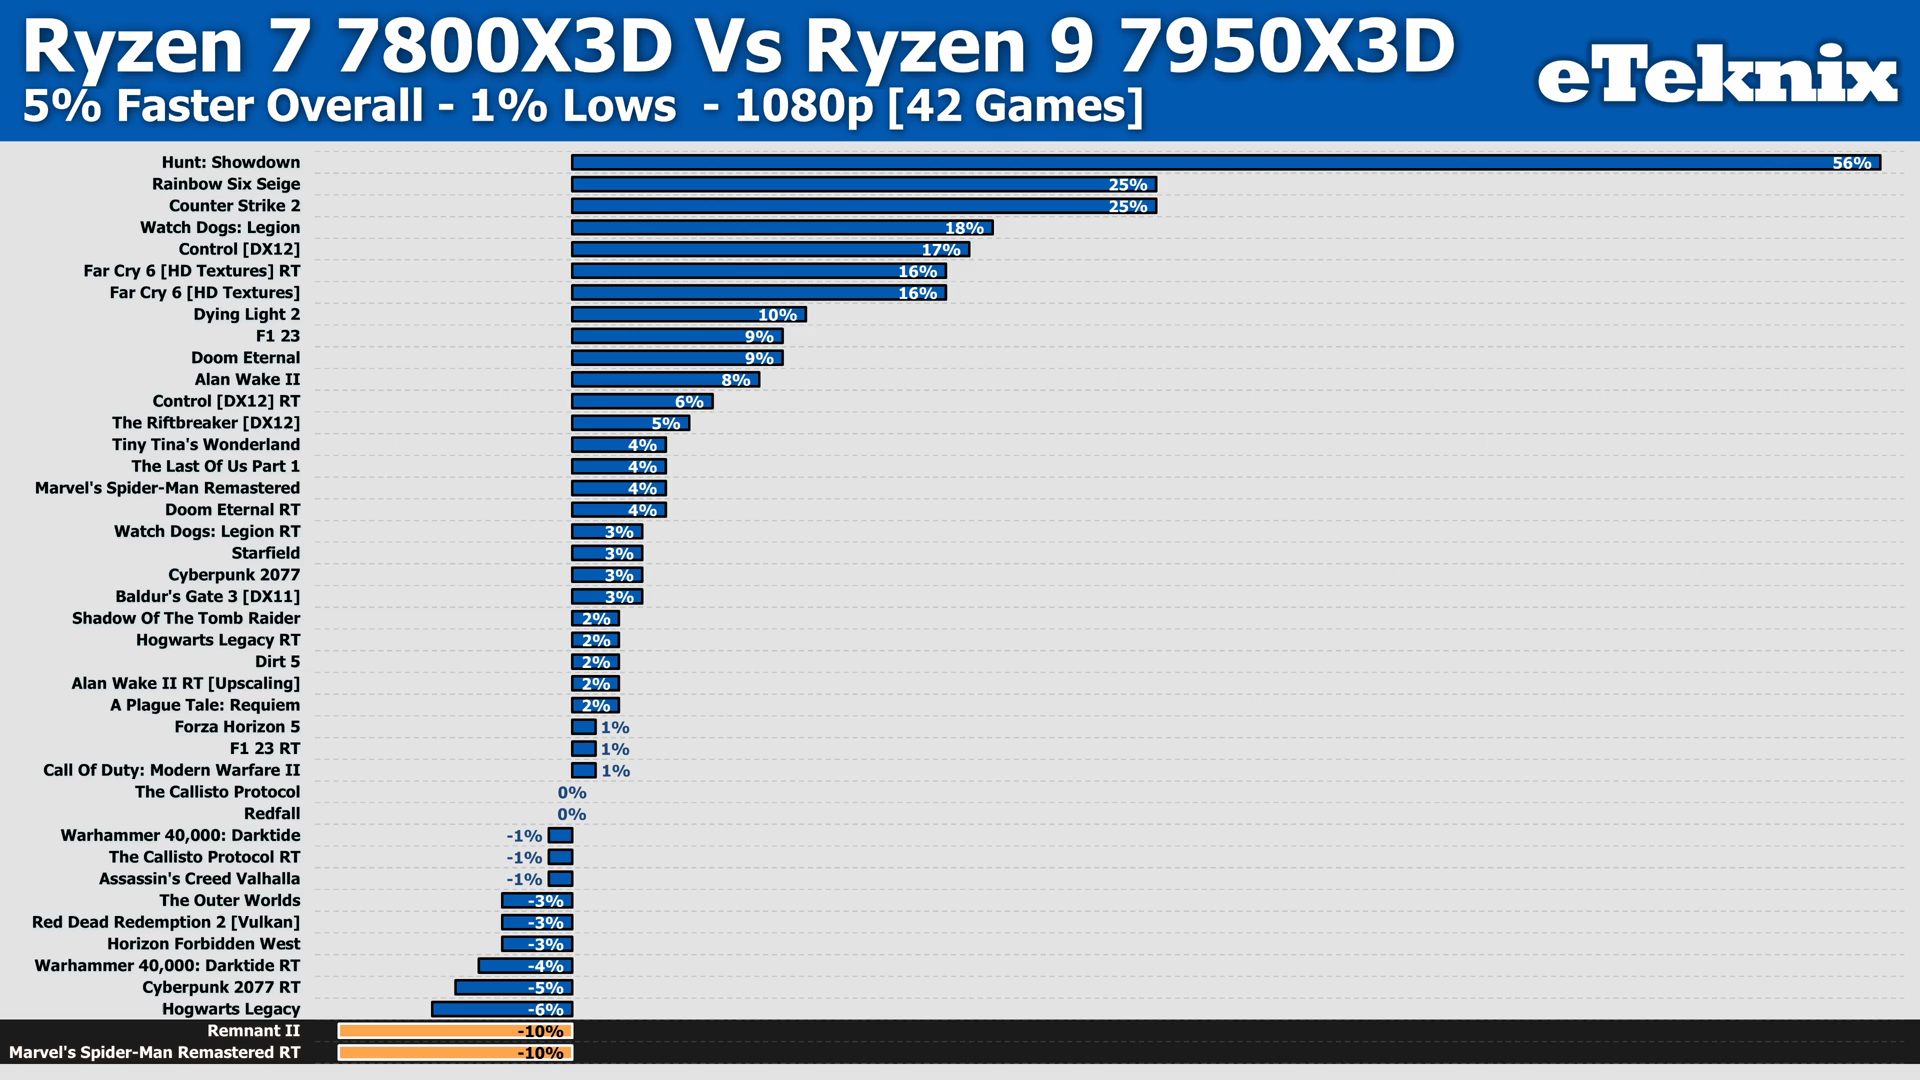 Ryzen 7 7800X3D Vs Ryzen 9 7950X3D
5% Faster Overall - 1% Lows - 1080p [42 Games]
eTeknix
Hunt: Showdown 56%
Rainbow Six Seige 25%
Counter Strike 2 25%
Watch Dogs: Legion 18%
Control [DX12] 17%
Far Cry 6 [HD Textures] RT 16%
Far Cry 6 [HD Textures] 16%
Dying Light 2 10%
F1 23 9%
Doom Eternal 9%
Alan Wake II 8%
Control [DX12] RT 6%
The Riftbreaker [DX12] 5%
Tiny Tina's Wonderland 4%
The Last Of Us Part 1 4%
Marvel's Spider-Man Remastered 4%
Doom Eternal RT 4%
Watch Dogs: Legion RT 3%
Starfield 3%
Cyberpunk 2077 3%
Baldur's Gate 3 [DX11] 3%
Shadow Of The Tomb Raider 2%
Hogwarts Legacy RT 2%
Dirt 5 2%
Alan Wake II RT [Upscaling] 2%
A Plague Tale: Requiem 2%
Forza Horizon 5 1%
F1 23 RT 1%
Call Of Duty: Modern Warfare II 1%
The Callisto Protocol 0%
Redfall 0%
Warhammer 40,000: Darktide -1%
The Callisto Protocol RT -1%
Assassin's Creed Valhalla -1%
The Outer Worlds -3%
Red Dead Redemption 2 [Vulkan] -3%
Horizon Forbidden West -3%
Warhammer 40,000: Darktide RT -4%
Cyberpunk 2077 RT -5%
Hogwarts Legacy -6%
Remnant II -10%
Marvel's Spider-Man Remastered RT -10%